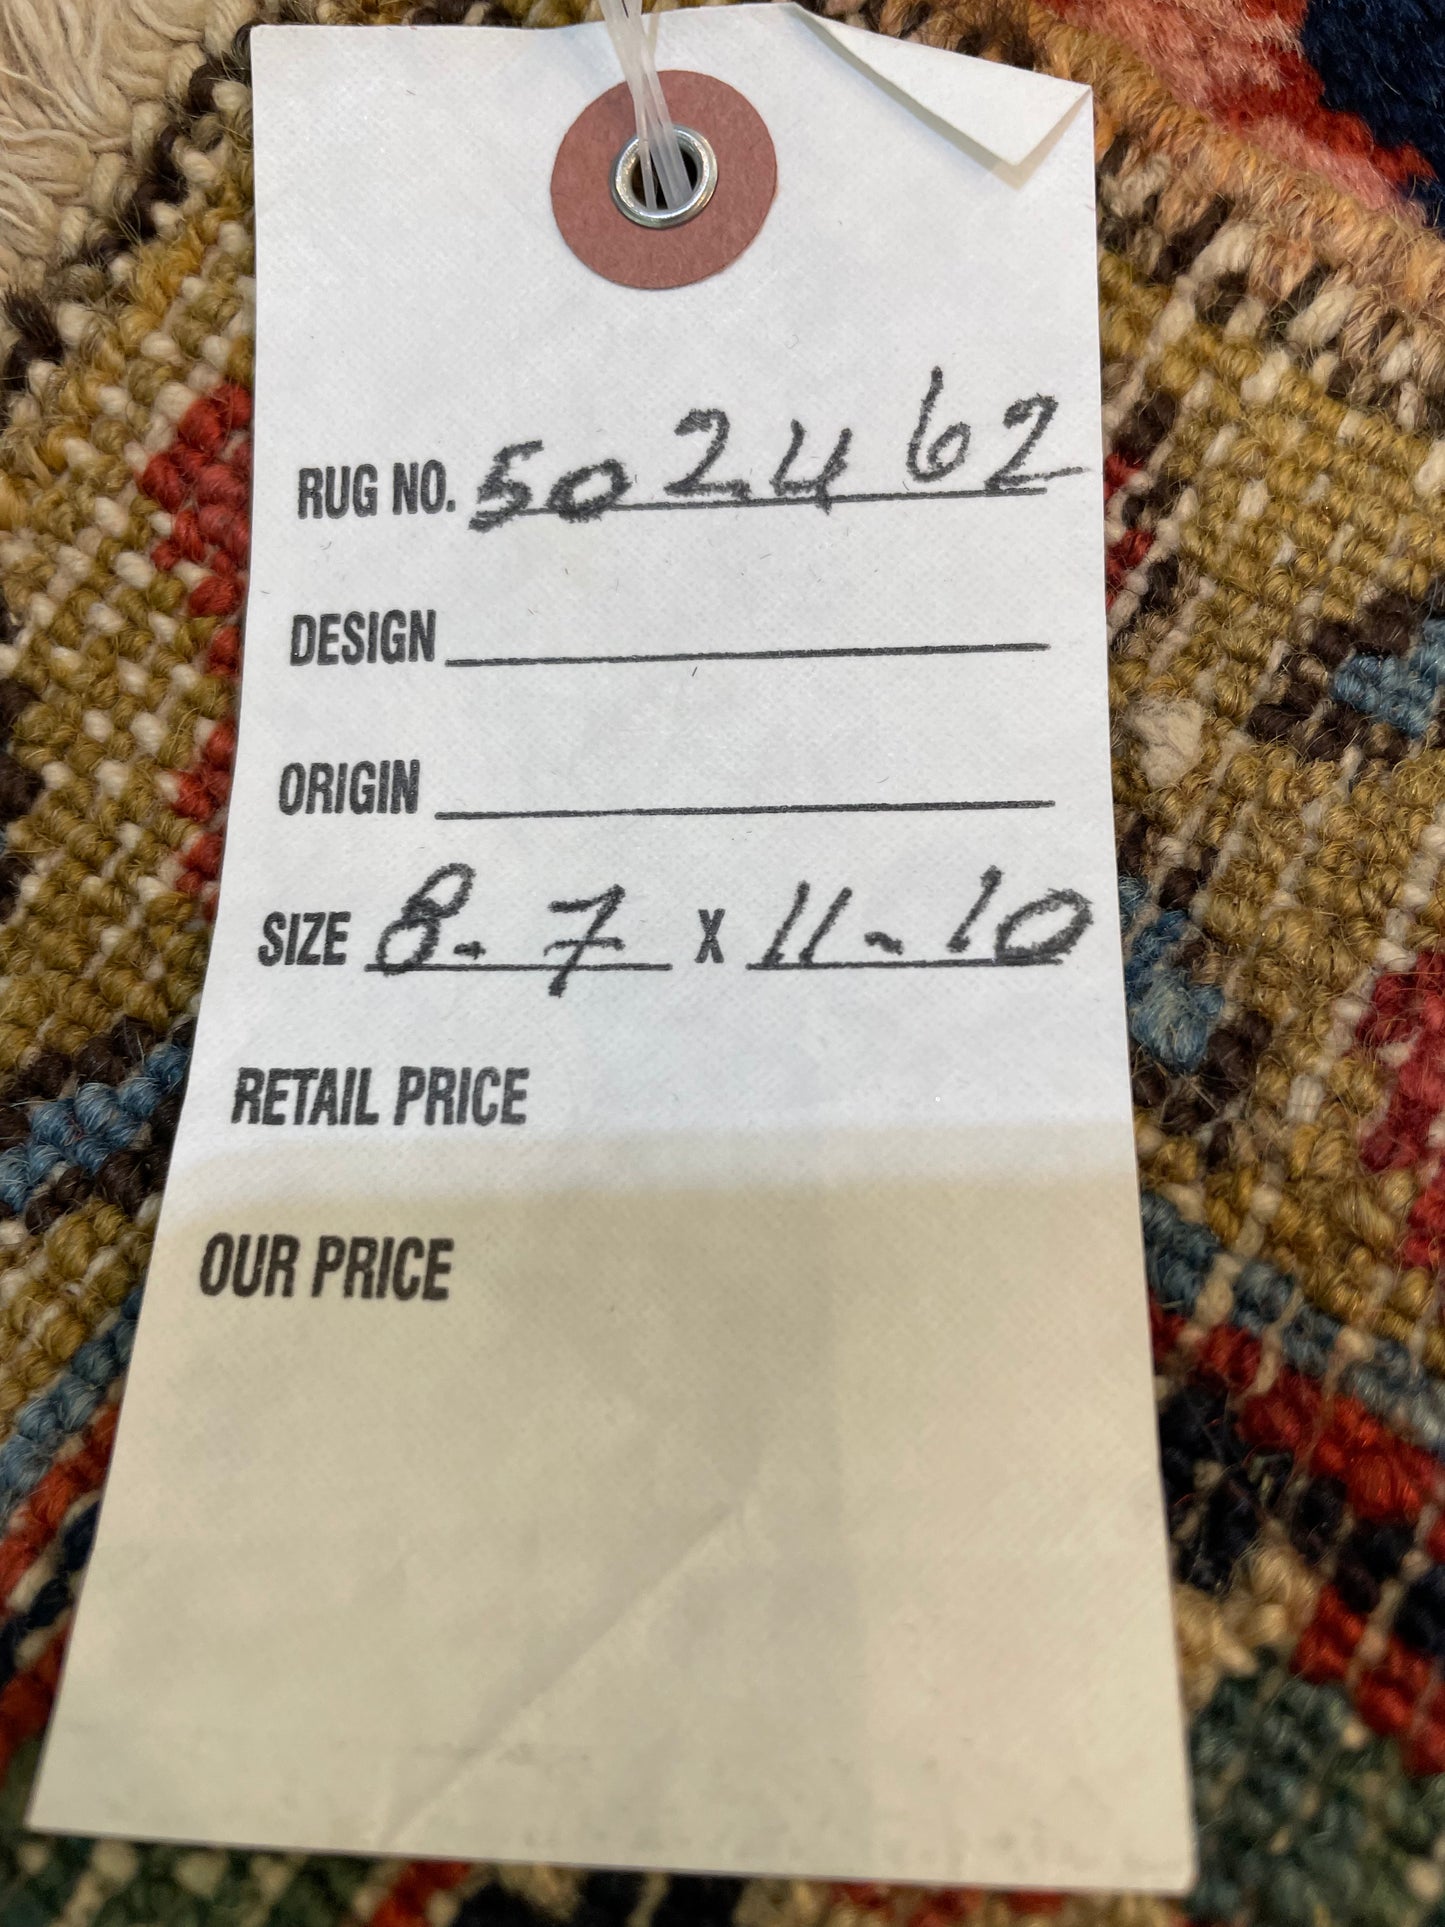 RUG NO. 502462
DESIGN
ORIGIN
SIZE 8-7 X 11-10
RETAIL PRICE
OUR PRICE